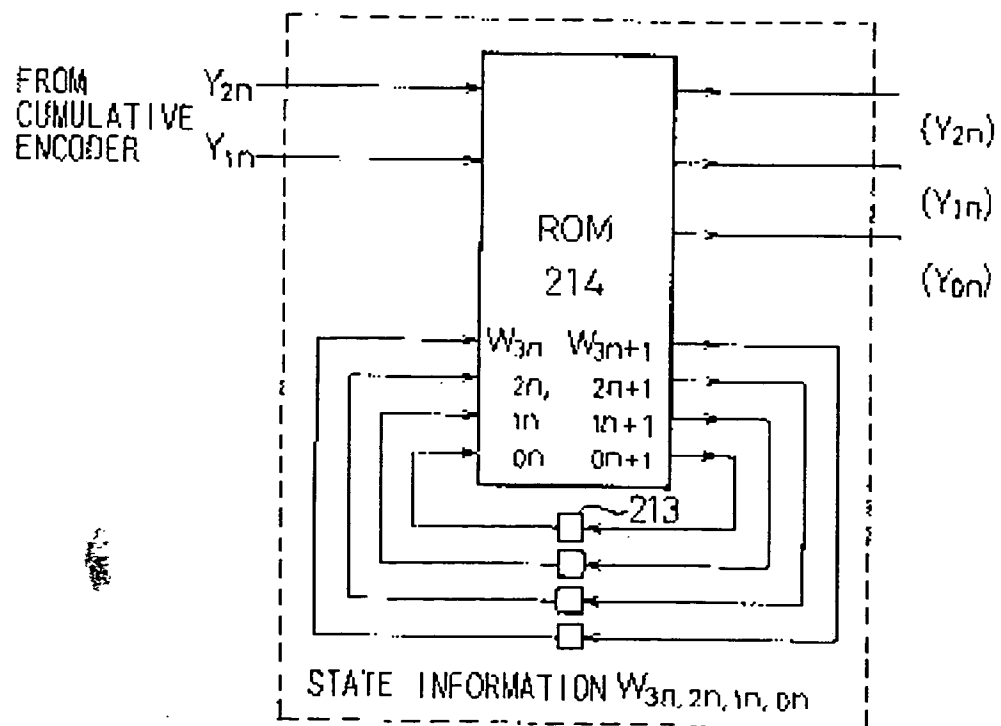 FROM
CUMULATIVE
ENCODER
Y2n
Y1n
ROM
214
W3n W3n+1
2n, 2n+1
1n 1n+1
0n 0n+1
(Y2n)
(Y1n)
(Y0n)
213
STATE INFORMATION W3n, 2n, 1n, 0n